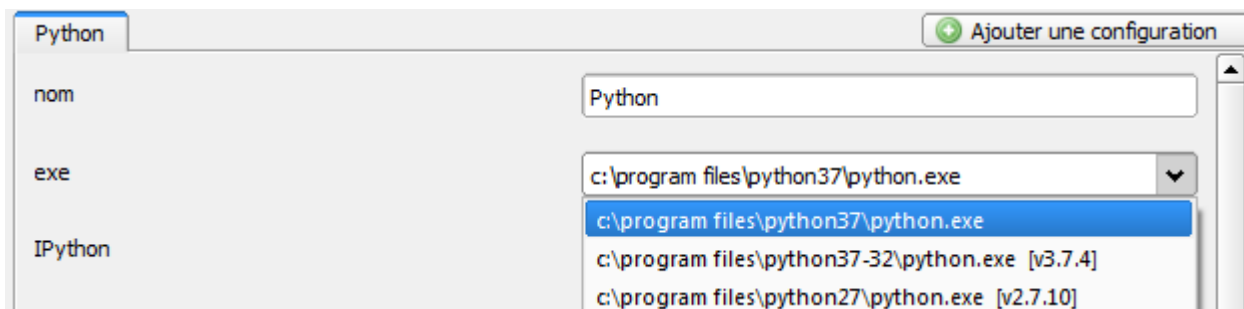 Python
Ajouter une configuration
nom
Python
exe
c:\program files\python37\python.exe
c:\program files\python37\python.exe
IPython
c:\program files\python37-32\python.exe [v3.7.4]
c:\program files\python27\python.exe [v2.7.10]